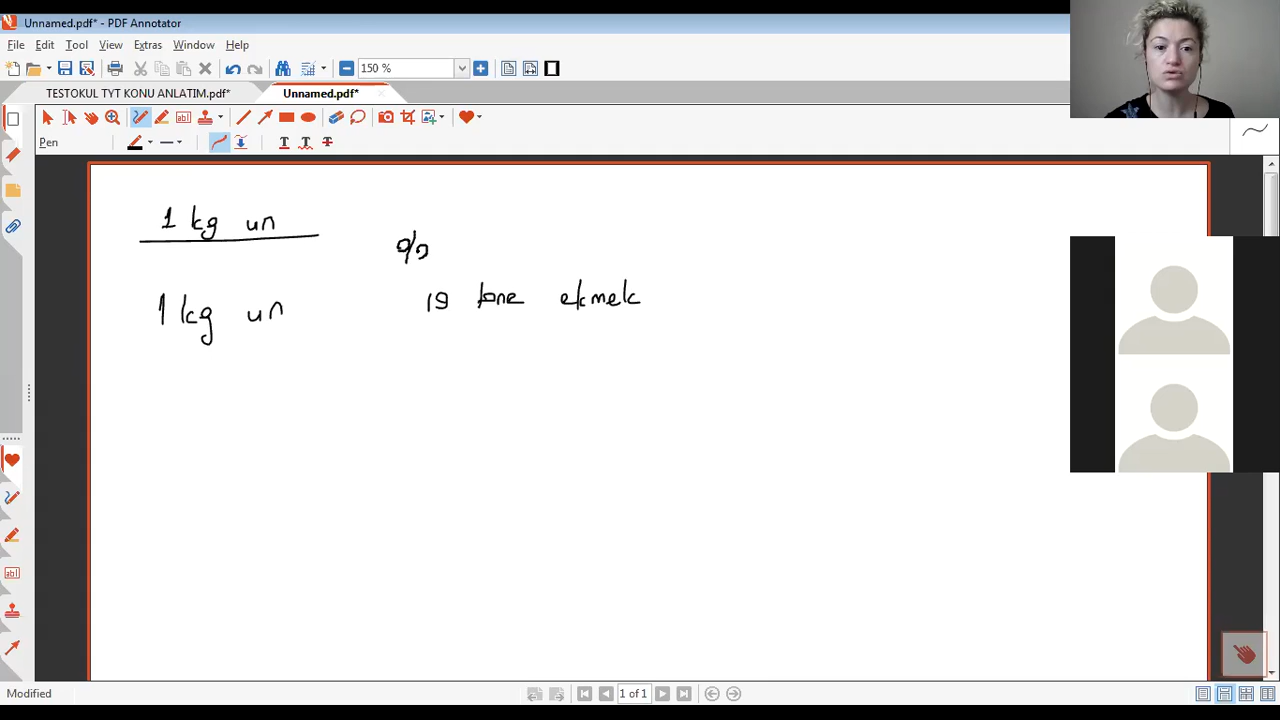 Unnamed.pdf* - PDF Annotator
File Edit Tool View Extras Window Help
150 %
TESTOKUL TYT KONU ANLATIM.pdf* Unnamed.pdf*
Pen
1 kg un
%
1 kg un 19 tane ekmek
Modified
1 of 1